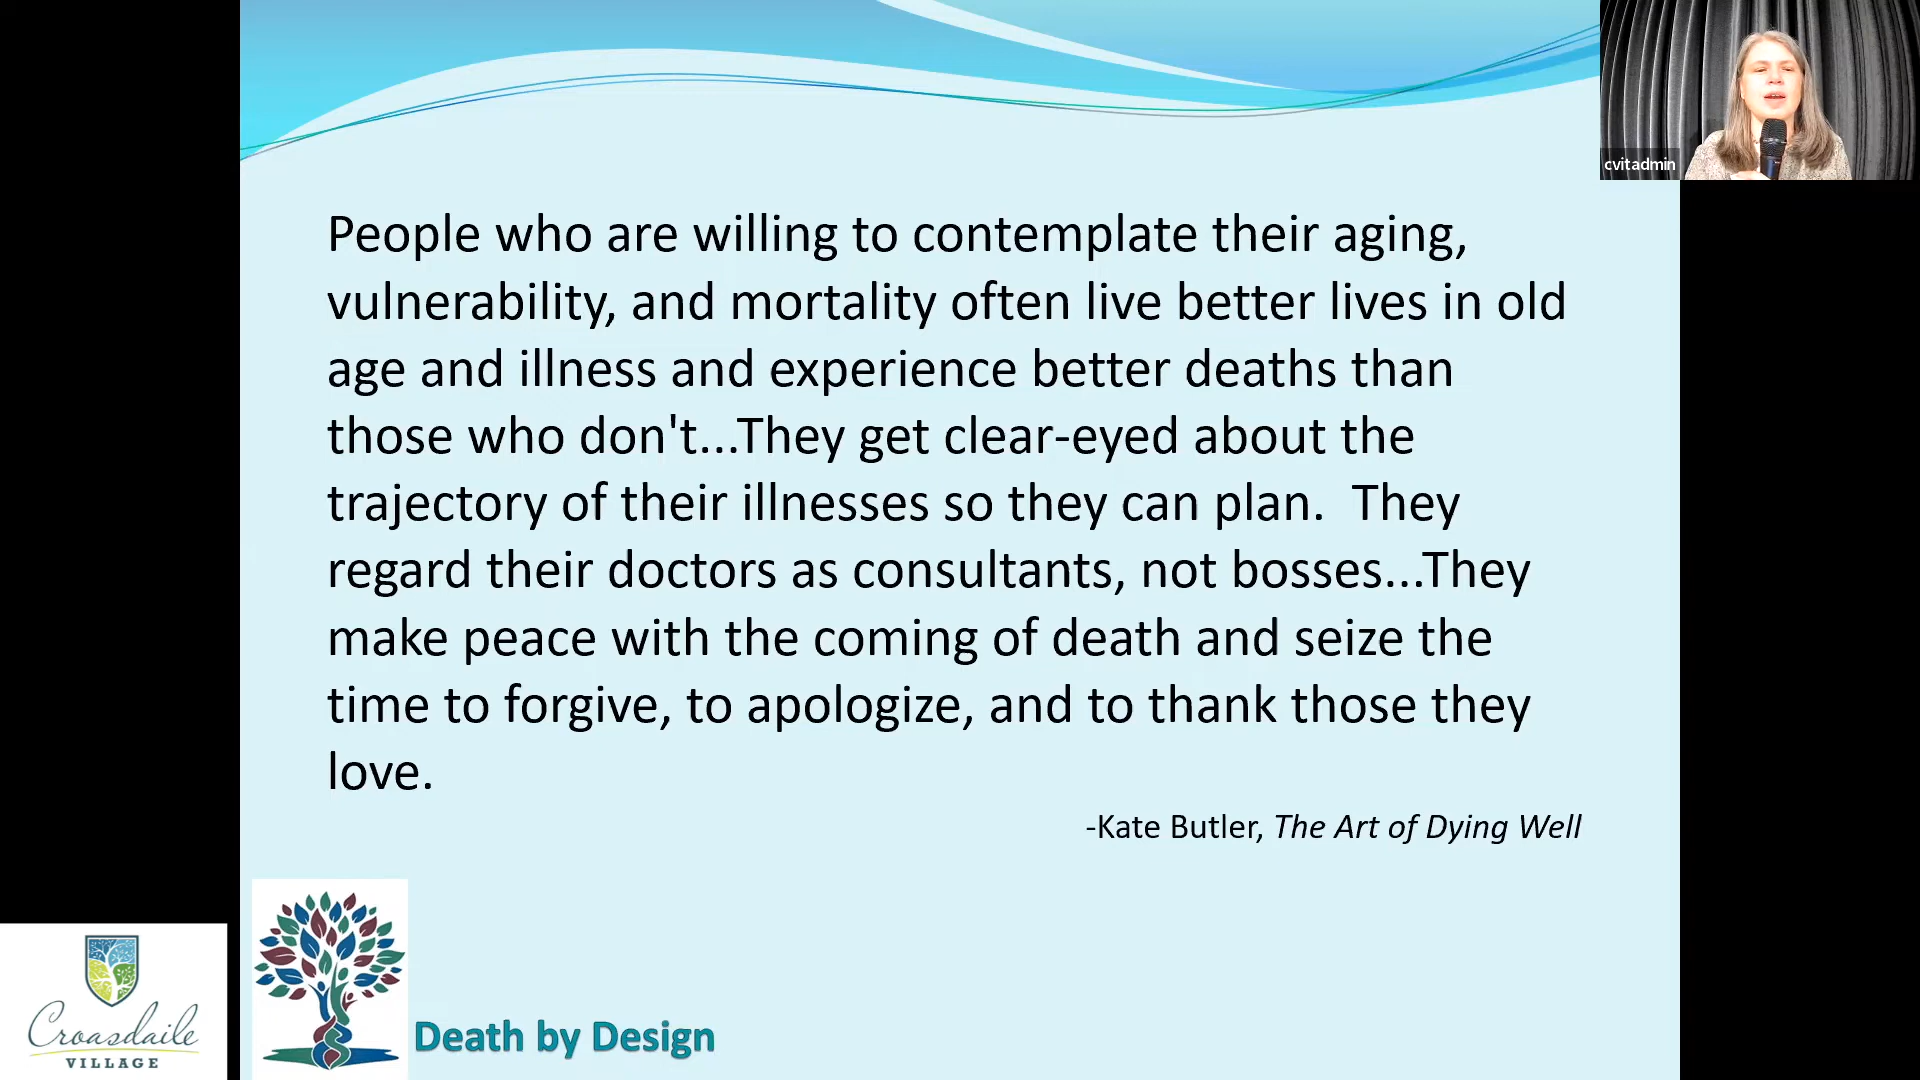 cvitadmin
People who are willing to contemplate their aging,
vulnerability, and mortality often live better lives in old
age and illness and experience better deaths than
those who don't...They get clear-eyed about the
trajectory of their illnesses so they can plan.  They
regard their doctors as consultants, not bosses...They
make peace with the coming of death and seize the
time to forgive, to apologize, and to thank those they
love.
-Kate Butler, The Art of Dying Well
Croasdaile
VILLAGE
Death by Design